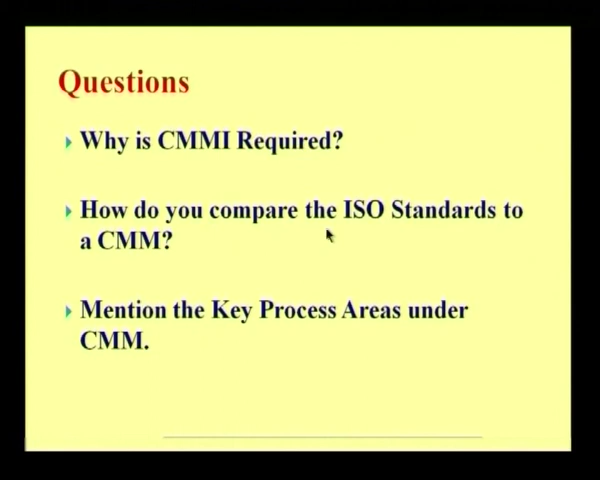 Questions
Why is CMMI Required?
How do you compare the ISO Standards to
a CMM?
Mention the Key Process Areas under
CMM.